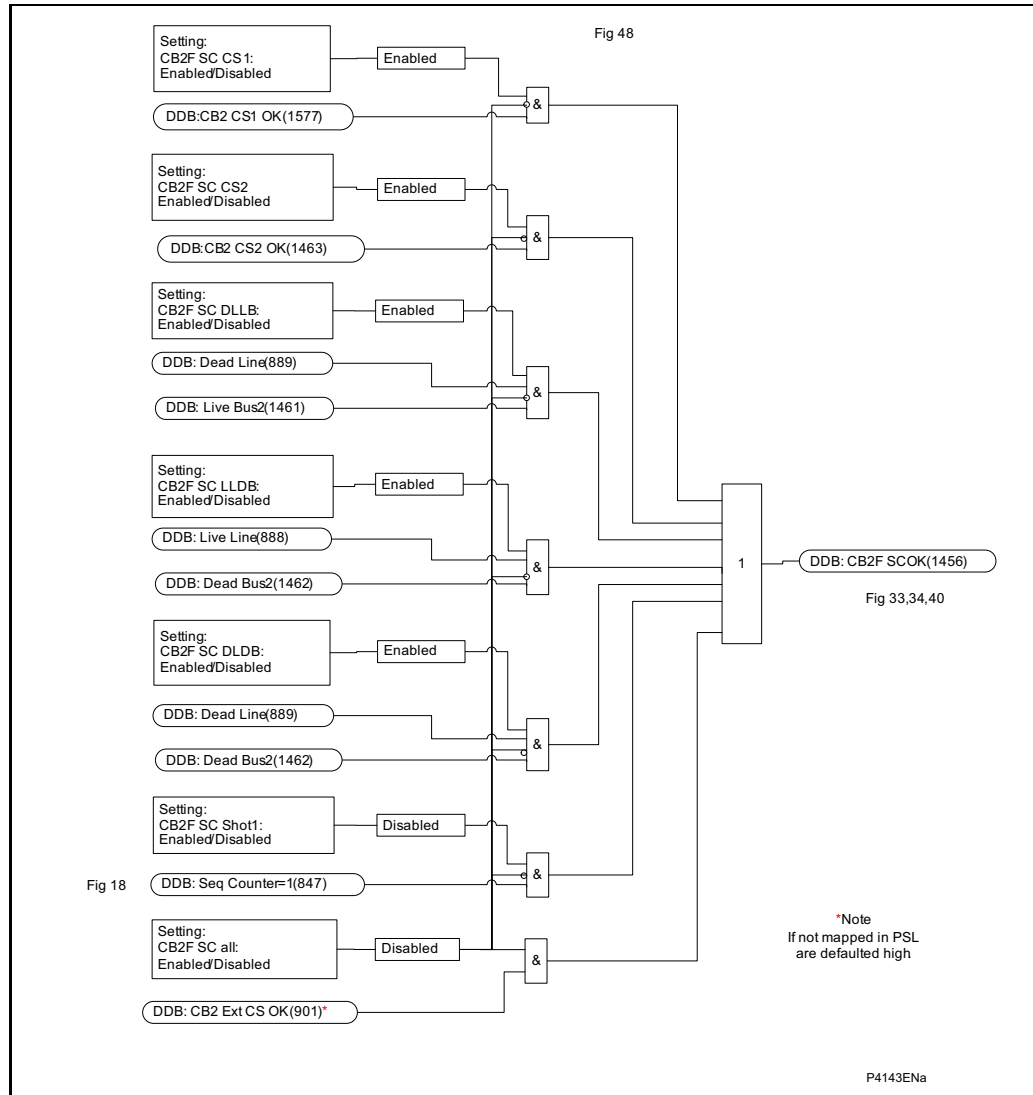 Fig 48
Setting:
CB2F SC CS1:
Enabled/Disabled
Enabled
&
DDB:CB2 CS1 OK(1577)
Setting:
CB2F SC CS2
Enabled/Disabled
Enabled
&
DDB:CB2 CS2 OK(1463)
Setting:
CB2F SC DLLB:
Enabled/Disabled
Enabled
DDB: Dead Line(889)
&
DDB: Live Bus2(1461)
Setting:
CB2F SC LLDB:
Enabled/Disabled
Enabled
DDB: Live Line(888)
&
DDB: Dead Bus2(1462)
1
DDB: CB2F SCOK(1456)
Fig 33,34,40
Setting:
CB2F SC DLDB:
Enabled/Disabled
Enabled
DDB: Dead Line(889)
&
DDB: Dead Bus2(1462)
Setting:
CB2F SC Shot1:
Enabled/Disabled
Disabled
&
Fig 18
DDB: Seq Counter=1(847)
Setting:
CB2F SC all:
Enabled/Disabled
Disabled
&
DDB: CB2 Ext CS OK(901)*
*Note
If not mapped in PSL
are defaulted high
P4143ENa